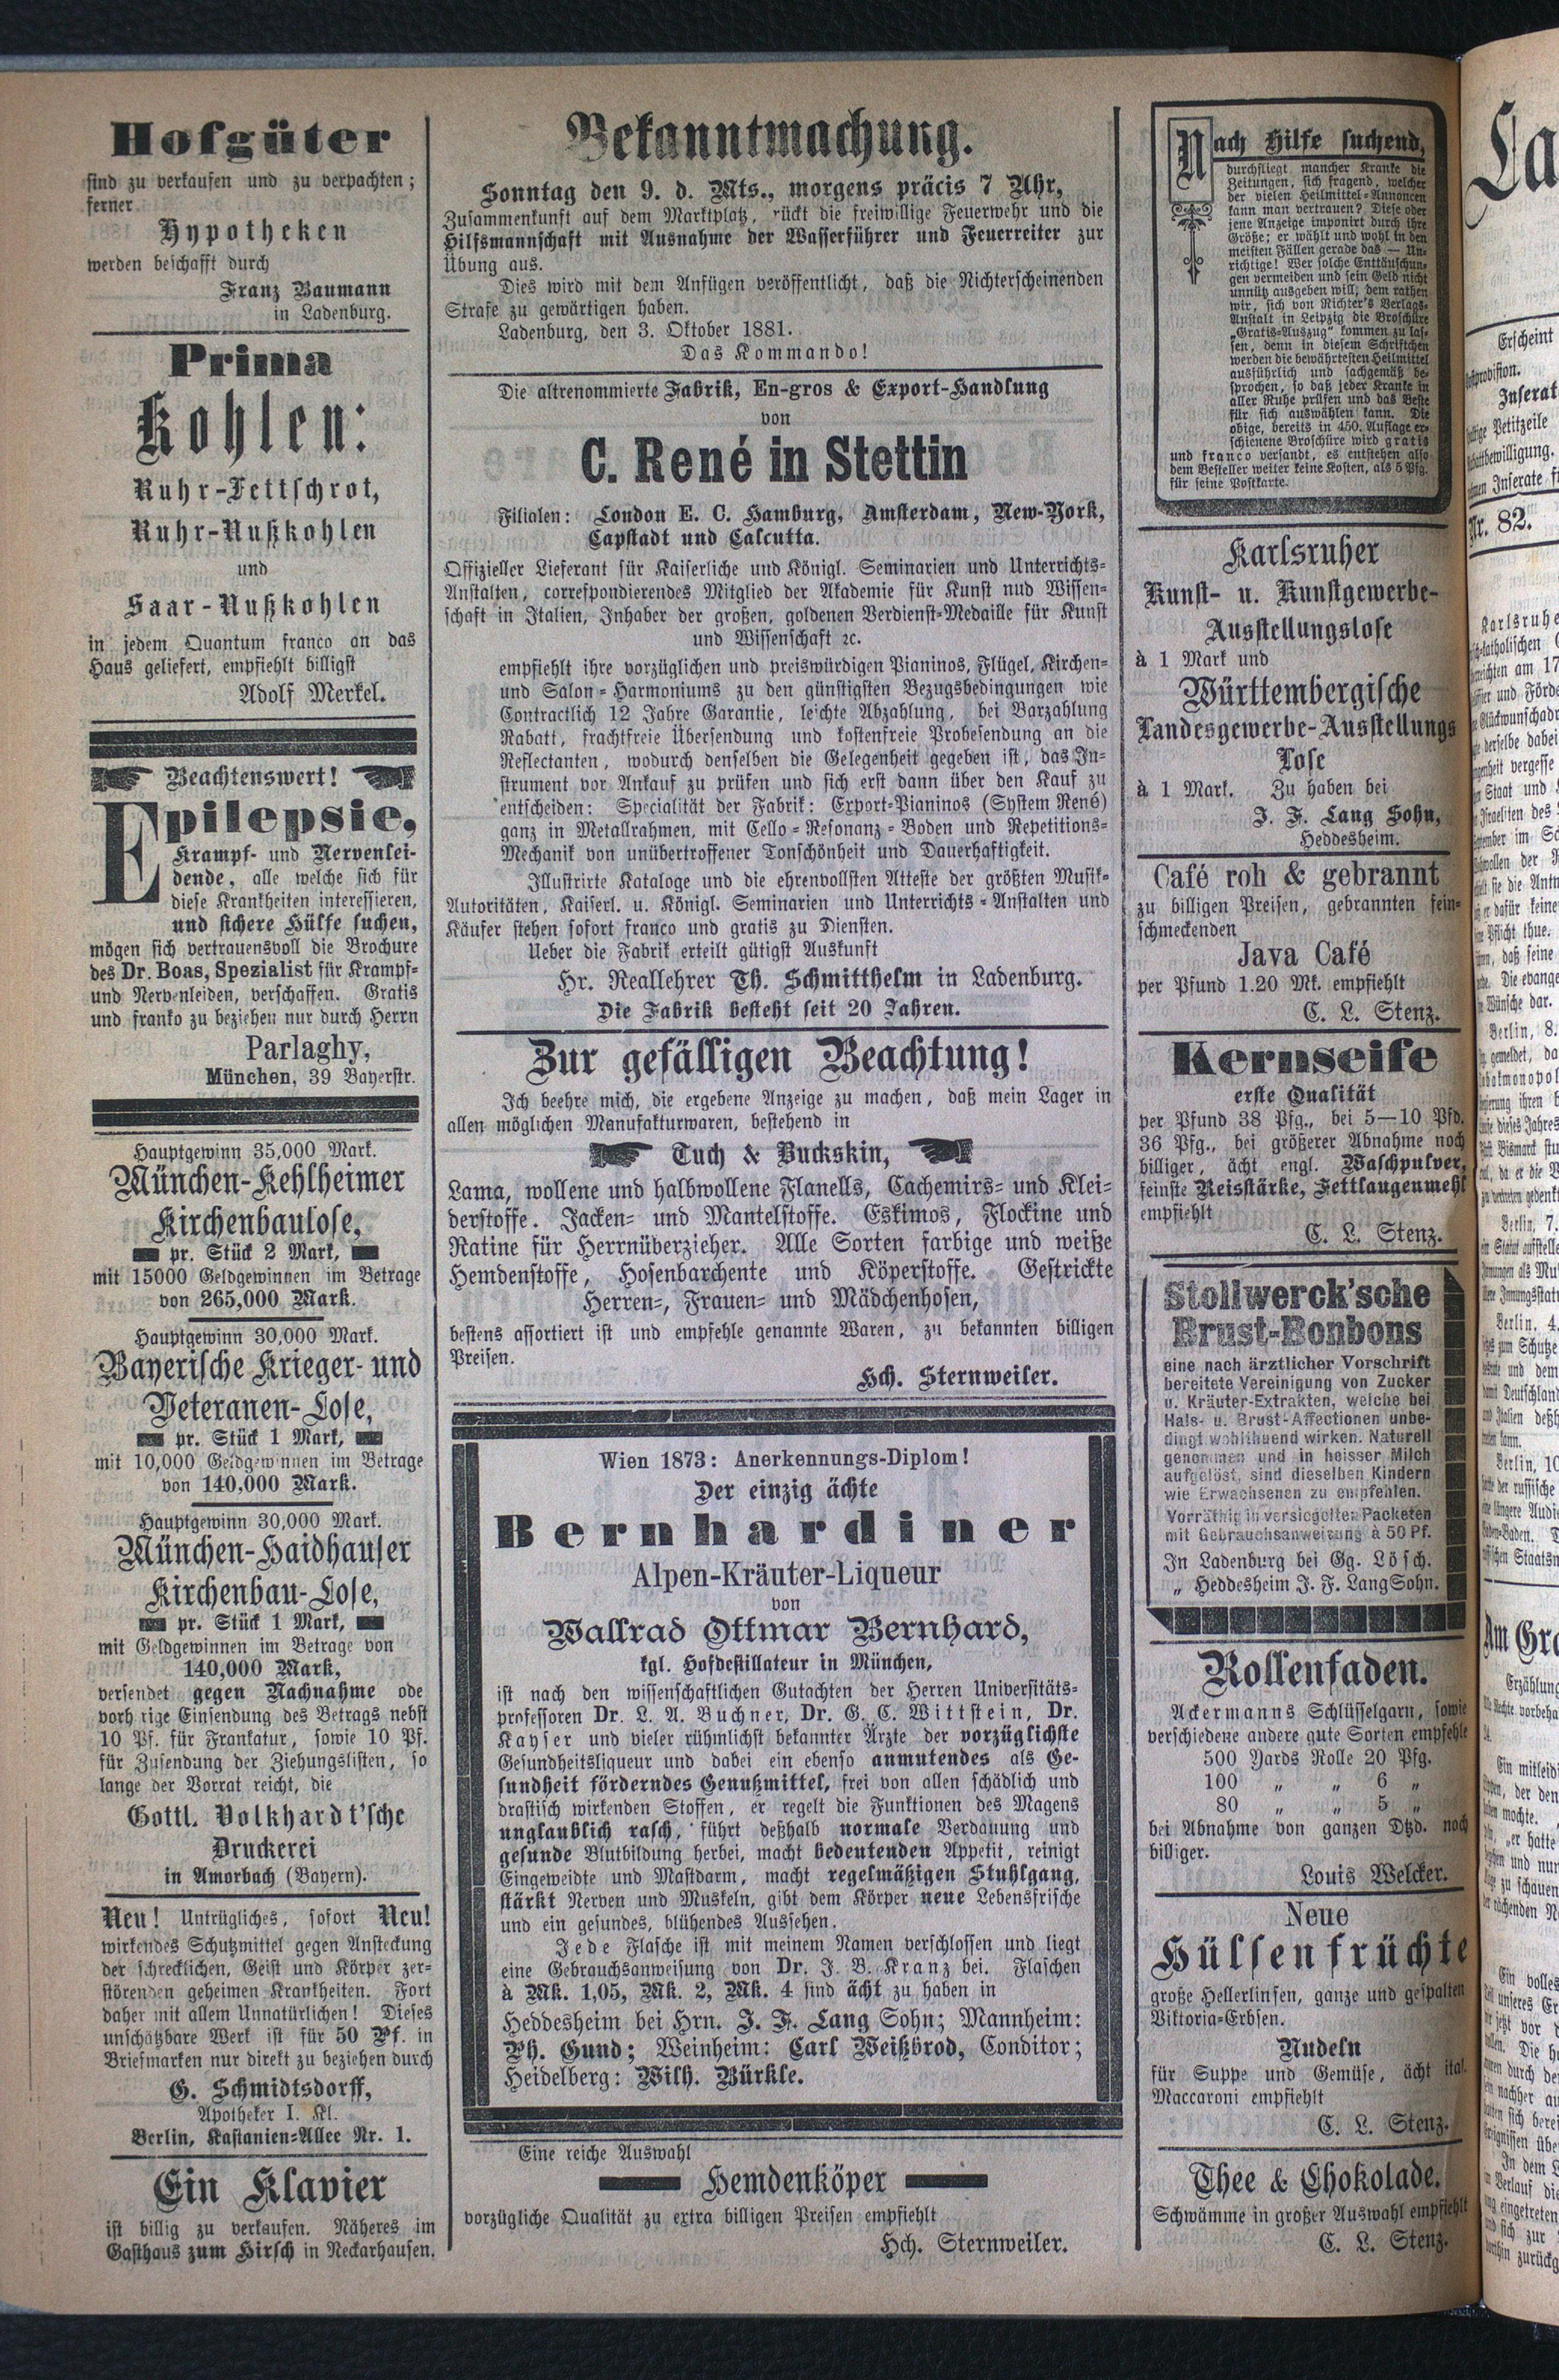 Hofgüter
sind zu verkaufen und zu verpachten;
ferner
Hypotheken
werden beschafft durch
Franz Baumann
in Ladenburg.
Prima
Kohlen:
Ruhr-Fettschrot,
Ruhr-Nußkohlen
und
Saar-Nußkohlen
in jedem Quantum franco an das
Haus geliefert, empfiehlt billigst
Adolf Merkel.
Beachtenswert!
Epilepsie,
Krampf- und Nervenlei-
dende, alle welche sich für
diese Krankheiten interessieren,
und sichere Hülfe suchen,
mögen sich vertrauensvoll die Brochure
des Dr. Boas, Spezialist für Krampf-
und Nervenleiden, verschaffen. Gratis
und franko zu beziehen nur durch Herrn
Parlaghy,
München, 39 Bayerstr.
Hauptgewinn 35,000 Mark.
München-Kehlheimer
Kirchenbaulose,
pr. Stück 2 Mark,
mit 15000 Geldgewinnen im Betrage
von 265,000 Mark.
Hauptgewinn 30,000 Mark.
Bayerische Krieger- und
Veteranen-Lose,
pr. Stück 1 Mark,
mit 10,000 Geldgewinnen im Betrage
von 140,000 Mark.
Hauptgewinn 30,000 Mark.
München-Haidhauser
Kirchenbau-Lose,
pr. Stück 1 Mark,
mit Geldgewinnen im Betrage von
140,000 Mark,
versendet gegen Nachnahme ode
vorh rige Einsendung des Betrags nebst
10 Pf. für Frankatur, sowie 10 Pf.
für Zusendung der Ziehungslisten, so
lange der Vorrat reicht, die
Gottl. Volkhardt'sche
Druckerei
in Amorbach (Bayern).
Neu! Untrügliches, sofort Neu!
wirkendes Schutzmittel gegen Ansteckung
der schrecklichen, Geist und Körper zer-
störenden geheimen Krankheiten. Fort
daher mit allem Unnatürlichen! Dieses
unschätzbare Werk ist für 50 Pf. in
Briefmarken nur direkt zu beziehen durch
G. Schmidtsdorff,
Apotheker I. Kl.
Berlin, Kastanien-Allee Nr. 1.
Ein Klavier
ist billig zu verkaufen. Näheres im
Gasthaus zum Hirsch in Neckarhausen.
Bekanntmachung.
Sonntag den 9. d. Mts., morgens präcis 7 Uhr,
Zusammenkunft auf dem Marktplatz, rückt die freiwillige Feuerwehr und die
Hilfsmannschaft mit Ausnahme der Wasserführer und Feuerreiter zur
Übung aus.
Dies wird mit dem Anfügen veröffentlicht, daß die Nichterscheinenden
Strafe zu gewärtigen haben.
Ladenburg, den 3. Oktober 1881.
Das Kommando!
Die altrenommierte Fabrik, En-gros & Export-Handlung
von
C. René in Stettin
Filialen: London E. C. Hamburg, Amsterdam, New-York,
Capstadt und Calcutta.
Offizieller Lieferant für Kaiserliche und Königl. Seminarien und Unterrichts-
Anstalten, correspondierendes Mitglied der Akademie für Kunst nud Wissen-
schaft in Italien, Inhaber der großen, goldenen Verdienst-Medaille für Kunst
und Wissenschaft ꝛc.
empfiehlt ihre vorzüglichen und preiswürdigen Pianinos, Flügel, Kirchen-
und Salon-Harmoniums zu den günstigsten Bezugsbedingungen wie
Contractlich 12 Jahre Garantie, leichte Abzahlung, bei Barzahlung
Rabatt, frachtfreie Übersendung und kostenfreie Probesendung an die
Reflectanten, wodurch denselben die Gelegenheit gegeben ist, das In-
strument vor Ankauf zu prüfen und sich erst dann über den Kauf zu
entscheiden: Specialität der Fabrik: Export-Pianinos (System René)
ganz in Metallrahmen, mit Cello-Resonanz-Boden und Repetitions-
Mechanik von unübertroffener Tonschönheit und Dauerhaftigkeit.
Illustrirte Kataloge und die ehrenvollsten Atteste der größten Musik-
Autoritäten, Kaiserl. u. Königl. Seminarien und Unterrichts-Anstalten und
Käufer stehen sofort franco und gratis zu Diensten.
Ueber die Fabrik erteilt gütigst Auskunft
Hr. Reallehrer Th. Schmitthelm in Ladenburg.
Die Fabrik besteht seit 20 Jahren.
Zur gefälligen Beachtung!
Ich beehre mich, die ergebene Anzeige zu machen, daß mein Lager in
allen möglichen Manufakturwaren, bestehend in
Tuch & Buckskin,
Lama, wollene und halbwollene Flanells, Cachemirs- und Klei-
derstoffe. Jacken- und Mantelstoffe. Eskimos, Flockine und
Ratine für Herrnüberzieher. Alle Sorten farbige und weiße
Hemdenstoffe, Hosenbarchente und Köperstoffe. Gestrickte
Herren-, Frauen- und Mädchenhosen,
bestens assortiert ist und empfehle genannte Waren, zu bekannten billigen
Preisen.
Hch. Sternweiler.
Wien 1873: Anerkennungs-Diplom!
Der einzig ächte
Bernhardiner
Alpen-Kräuter-Liqueur
von
Wallrad Ottmar Bernhard,
kgl. Hofdestillateur in München,
ist nach den wissenschaftlichen Gutachten der Herren Universitäts-
professoren Dr. L. A. Buchner, Dr. G. C. Wittstein, Dr.
Kayser und vieler rühmlichst bekannter Ärzte der vorzüglichste
Gesundheitsliqueur und dabei ein ebenso anmutendes als Ge-
sundheit förderndes Genußmittel, frei von allen schädlich und
drastisch wirkenden Stoffen, er regelt die Funktionen des Magens
unglaublich rasch, führt deßhalb normale Verdauung und
gesunde Blutbildung herbei, macht bedeutenden Appetit, reinigt
Eingeweidte und Mastdarm, macht regelmäßigen Stuhlgang,
stärkt Nerven und Muskeln, gibt dem Körper neue Lebensfrische
und ein gesundes, blühendes Aussehen.
Jede Flasche ist mit meinem Namen verschlossen und liegt
eine Gebrauchsanweisung von Dr. J. B. Kranz bei. Flaschen
à Mk. 1,05, Mk. 2, Mk. 4 sind ächt zu haben in
Heddesheim bei Hrn. J. F. Lang Sohn; Mannheim:
Ph. Gund; Weinheim: Carl Weißbrod, Conditor;
Heidelberg: Wilh. Bürkle.
Eine reiche Auswahl
Hemdenköper
vorzügliche Qualität zu extra billigen Preisen empfiehlt
Hch. Sternweiler.
Nach Hilfe suchend,
durchfliegt mancher Kranke die
Zeitungen, sich fragend, welcher
der vielen Heilmittel-Annoncen
kann man vertrauen? Diese oder
jene Anzeige imponirt durch ihre
Größe; er wählt und wohl in den
meisten Fällen gerade das — Un-
richtige! Wer solche Enttäuschun-
gen vermeiden und sein Geld nicht
unnütz ausgeben will, dem rathen
wir, sich von Richter's Verlags-
Anstalt in Leipzig die Broschüre
„Gratis-Auszug" kommen zu las-
sen, denn in diesem Schriftchen
werden die bewährtesten Heilmittel
ausführlich und sachgemäß be-
sprochen, so daß jeder Kranke in
aller Ruhe prüfen und das Beste
für sich auswählen kann. Die
obige, bereits in 450. Auflage er-
schienene Broschüre wird gratis
und franco versandt, es entstehen also
dem Besteller weiter keine Kosten, als 5 Pfg.
für seine Postkarte.
Karlsruher
Kunst- u. Kunstgewerbe-
Ausstellungslose
à 1 Mark und
Württembergische
Landesgewerbe-Ausstellungs
Lose
à 1 Mark. Zu haben bei
J. F. Lang Sohn,
Heddesheim.
Café roh & gebrannt
zu billigen Preisen, gebrannten fein-
schmeckenden
Java Café
per Pfund 1.20 Mk. empfiehlt
C. L. Stenz.
Kernseife
erste Qualität
per Pfund 38 Pfg., bei 5—10 Pfd.
36 Pfg., bei größerer Abnahme noch
billiger, ächt engl. Waschpulver,
feinste Reisstärke, Fettlaugenmehl
empfiehlt
C. L. Stenz.
Stollwerck'sche
Brust-Bonbons
eine nach ärztlicher Vorschrift
bereitete Vereinigung von Zucker
u. Kräuter-Extrakten, welche bei
Hals- u. Brust-Affectionen unbe-
dingt wohlthuend wirken. Naturell
genommen und in heisser Milch
aufgelöst, sind dieselben Kindern
wie Erwachsenen zu empfehlen.
Vorräthig in versiegelten Packeten
mit Gebrauchsanweisung à 50 Pf.
In Ladenburg bei Gg. Lösch.
„ Heddesheim J. F. Lang Sohn.
Rollenfaden.
Ackermanns Schlüsselgarn, sowie
verschiedene andere gute Sorten empfehle
500 Yards Rolle 20 Pfg.
100 „ „ 6 „
80 „ „ 5 „
bei Abnahme von ganzen Dtzd. noch
billiger.
Louis Welcker.
Neue
Hülsenfrüchte
große Hellerlinsen, ganze und gespalten
Viktoria-Erbsen.
Nudeln
für Suppe und Gemüse, ächt ital.
Maccaroni empfiehlt
C. L. Stenz.
Thee & Chokolade.
Schwämme in großer Auswahl empfiehlt
C. L. Stenz.
La
Erscheint
Inserat
Petitzeile
Inserate
Nr. 82.
Karlsruhe
Berlin, 8.
Berlin, 7.
Berlin, 4.
Berlin, 10
Am Gr
Erzählung